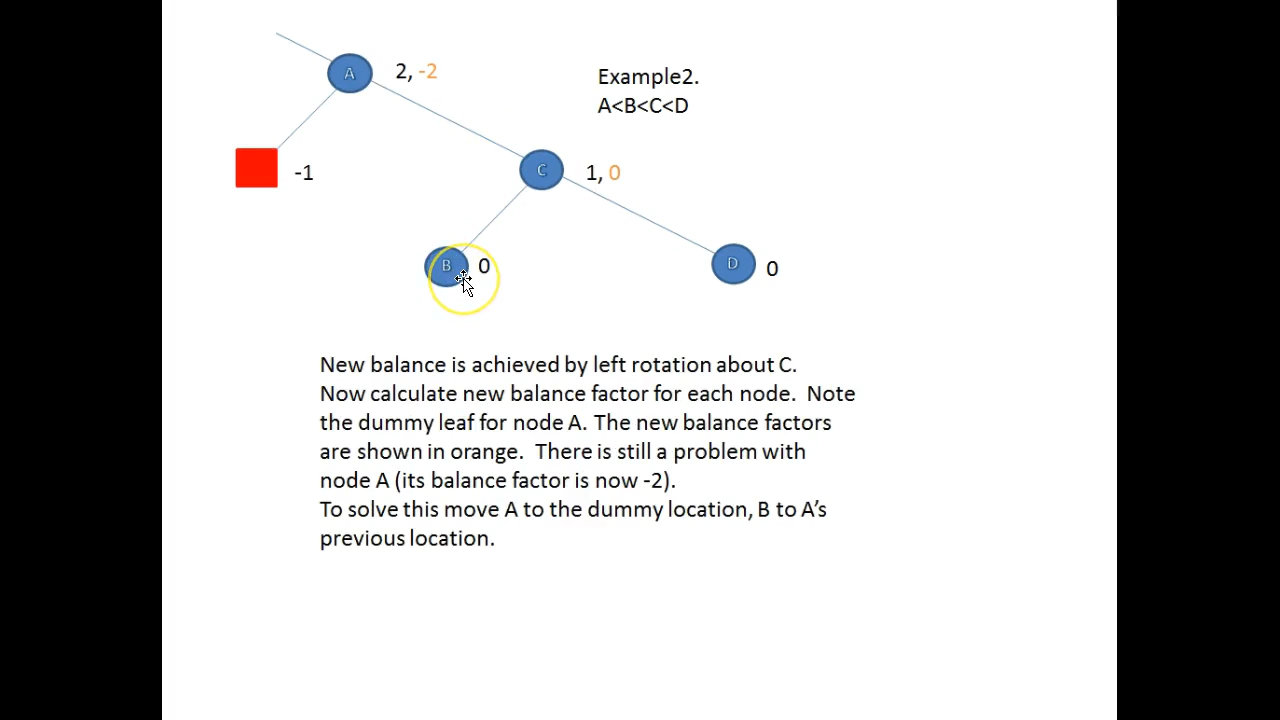 A
2, -2
Example2.
A<B<C<D
-1
C
1, 0
B
0
D
0
New balance is achieved by left rotation about C.
Now calculate new balance factor for each node.  Note
the dummy leaf for node A. The new balance factors
are shown in orange.  There is still a problem with
node A (its balance factor is now -2).
To solve this move A to the dummy location, B to A’s
previous location.